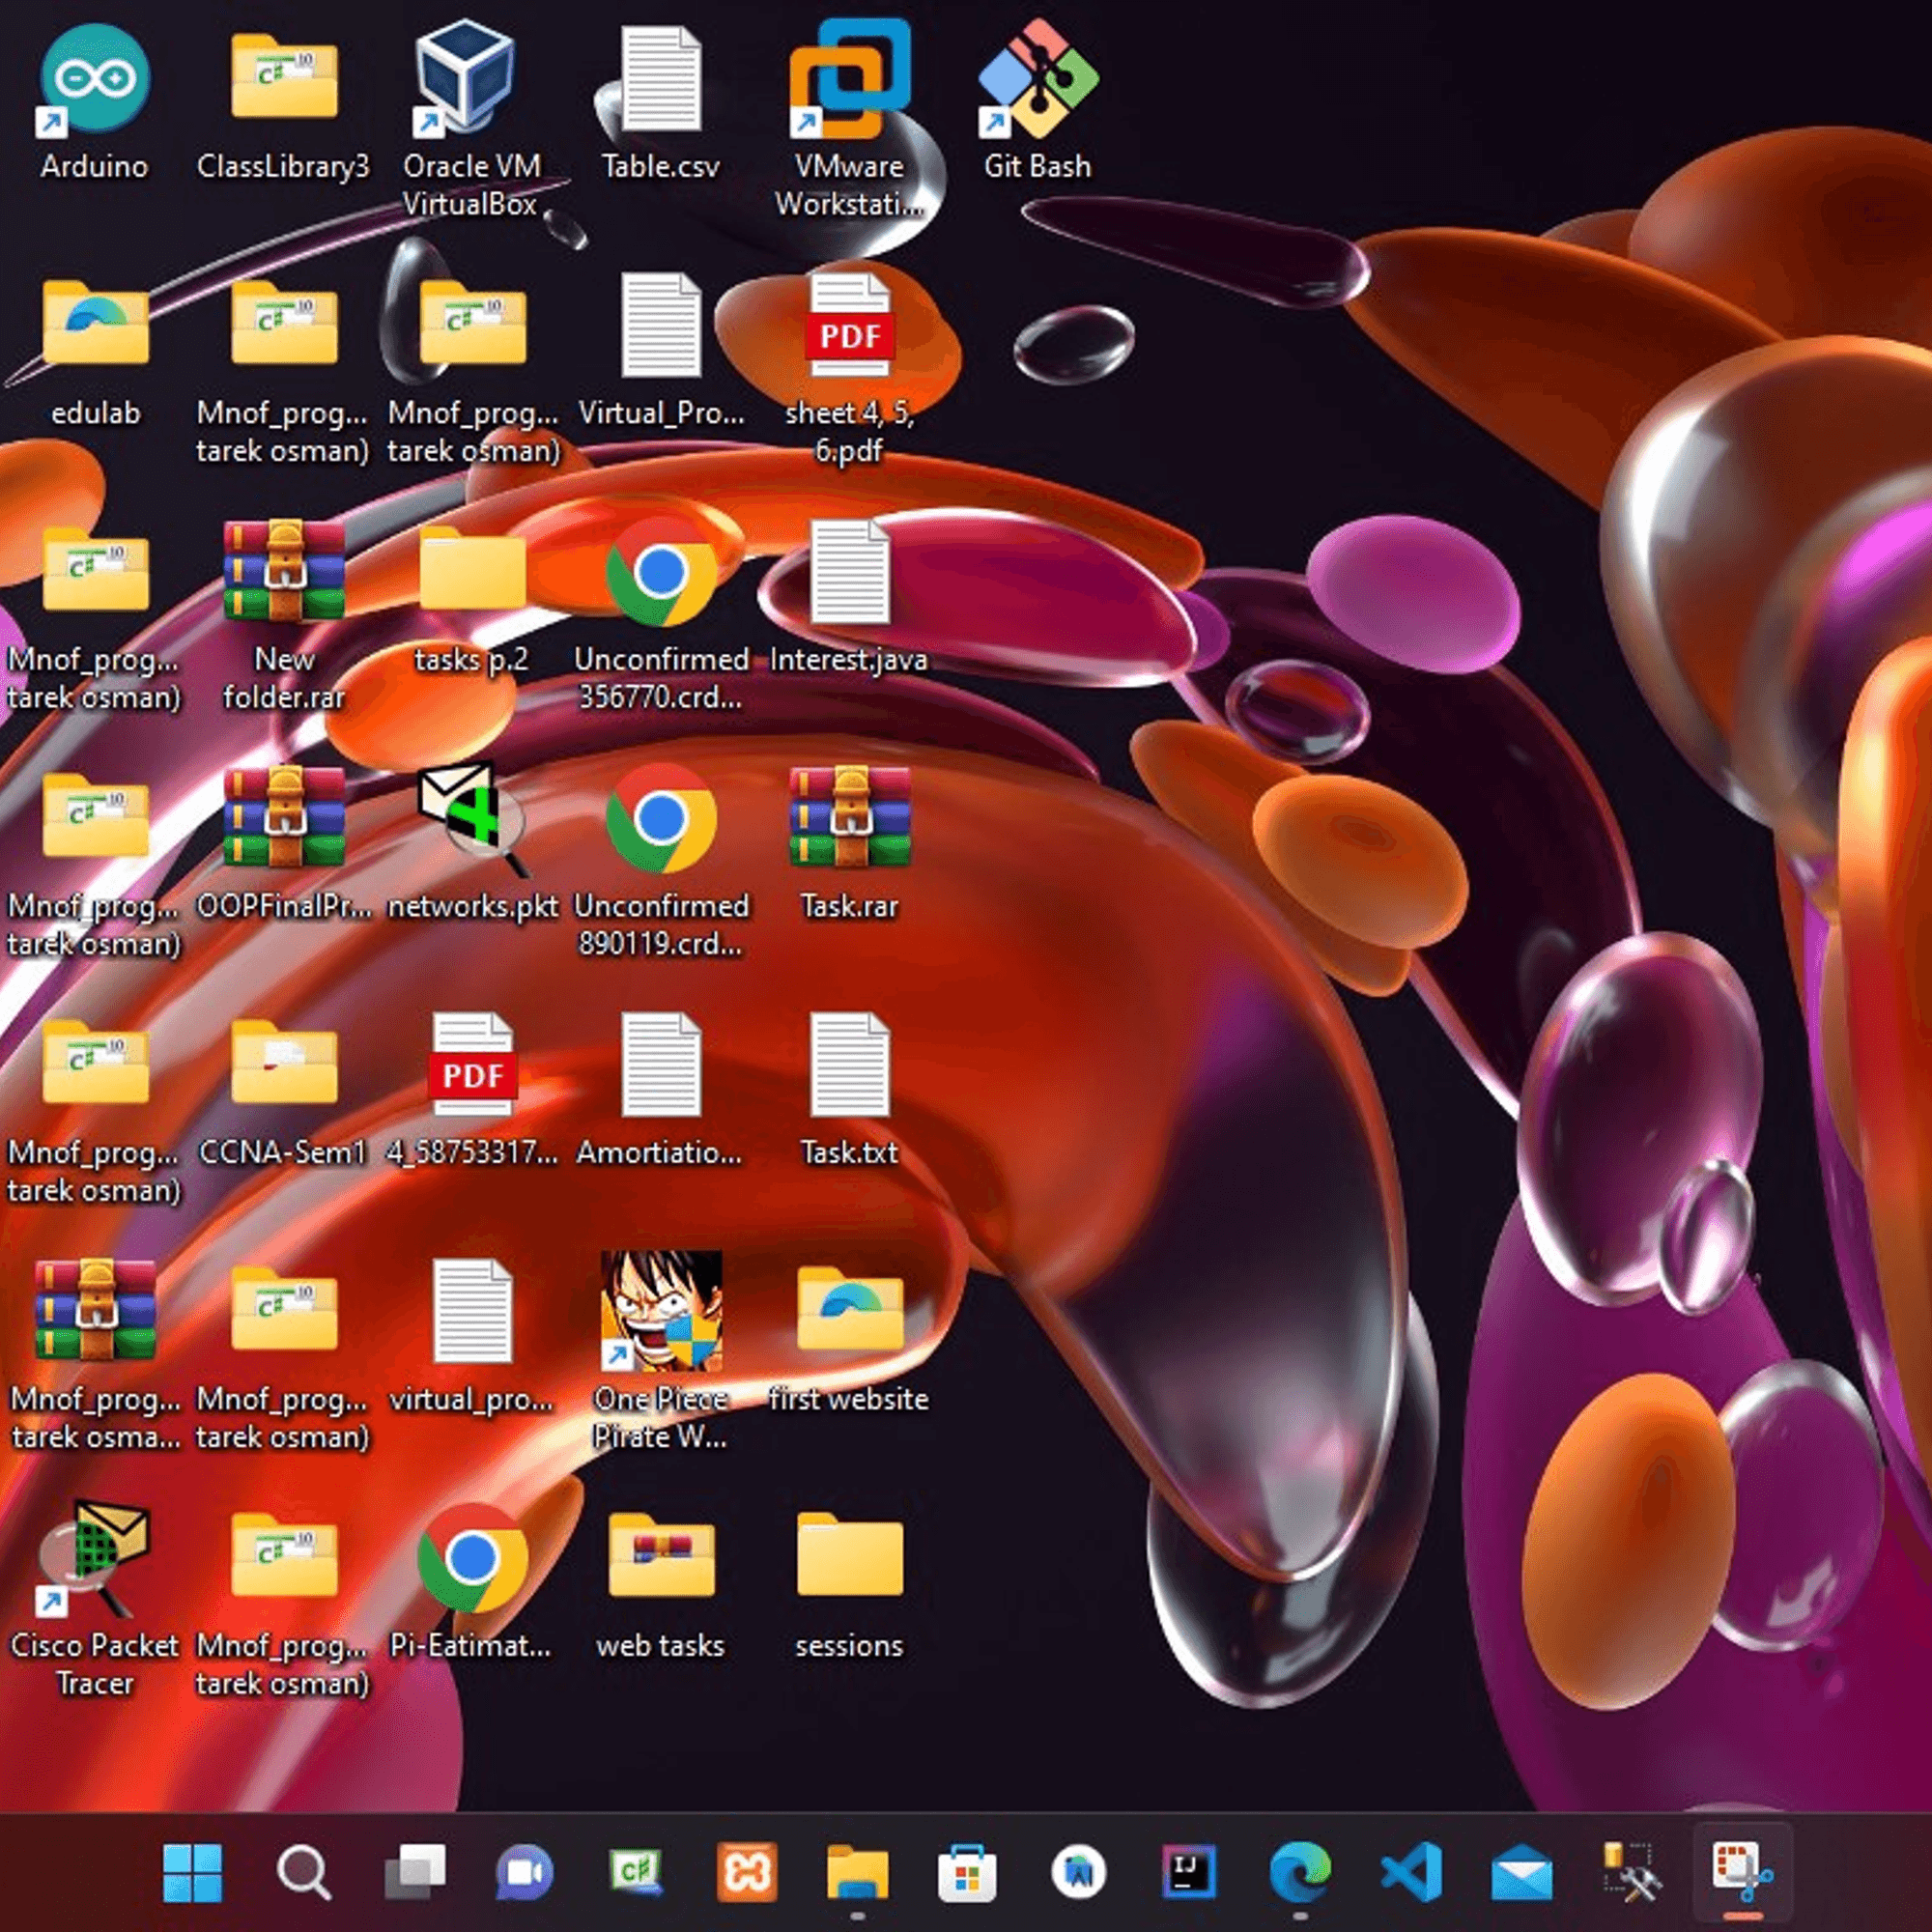 Arduino
ClassLibrary3
Oracle VM
VirtualBox
Table.csv
VMware
Workstati...
Git Bash
edulab
Mnof_prog...
tarek osman)
Mnof_prog...
tarek osman)
Virtual_Pro...
PDF
sheet 4, 5,
6.pdf
Mnof_prog...
tarek osman)
New
folder.rar
tasks p.2
Unconfirmed
356770.crd...
Interest.java
Mnof_prog...
tarek osman)
OOPFinalPr...
networks.pkt
Unconfirmed
890119.crd...
Task.rar
Mnof_prog...
tarek osman)
CCNA-Sem1
PDF
4_58753317...
Amortiatio...
Task.txt
Mnof_prog...
tarek osma...
Mnof_prog...
tarek osman)
virtual_pro...
One Piece
Pirate W...
first website
Cisco Packet
Tracer
Mnof_prog...
tarek osman)
Pi-Eatimat...
web tasks
sessions
C#
IJ